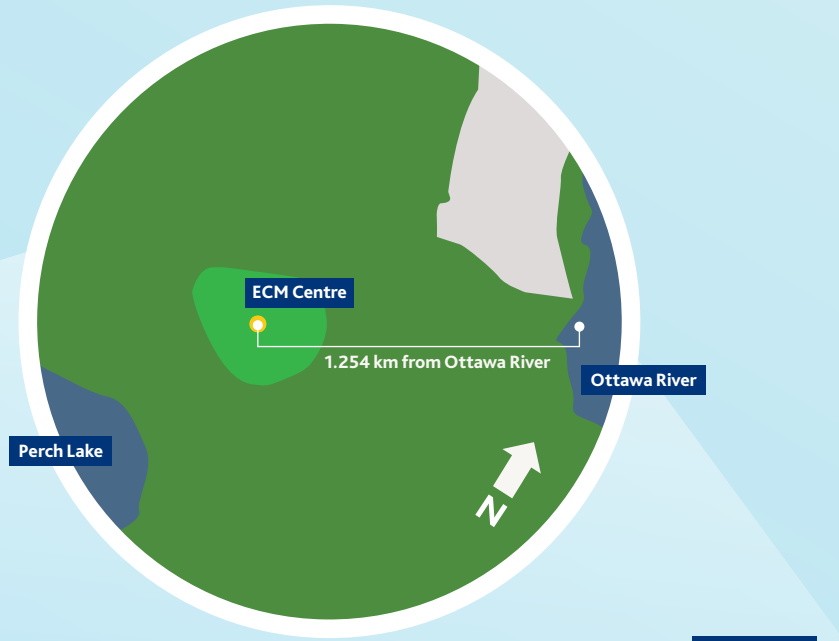 ECM Centre
1.254 km from Ottawa River
Ottawa River
Perch Lake
N